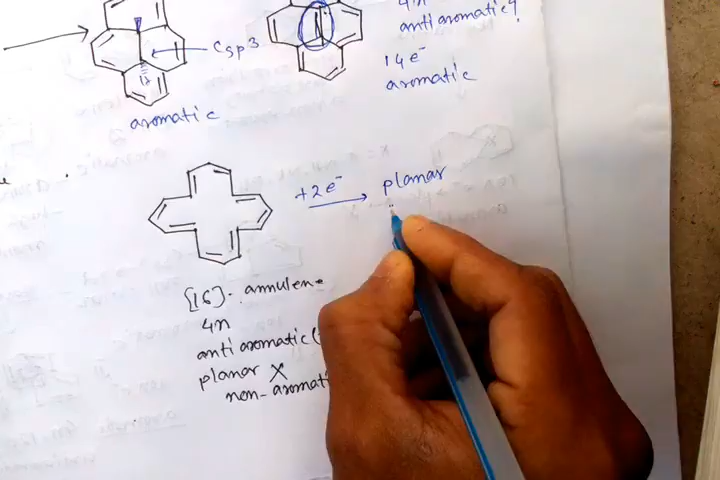 4n
Csp3
anti aromatic?
14e-
aromatic
aromatic
+2e-
planar
[16]-annulene
4n
anti aromatic(
planar X
non-aromati